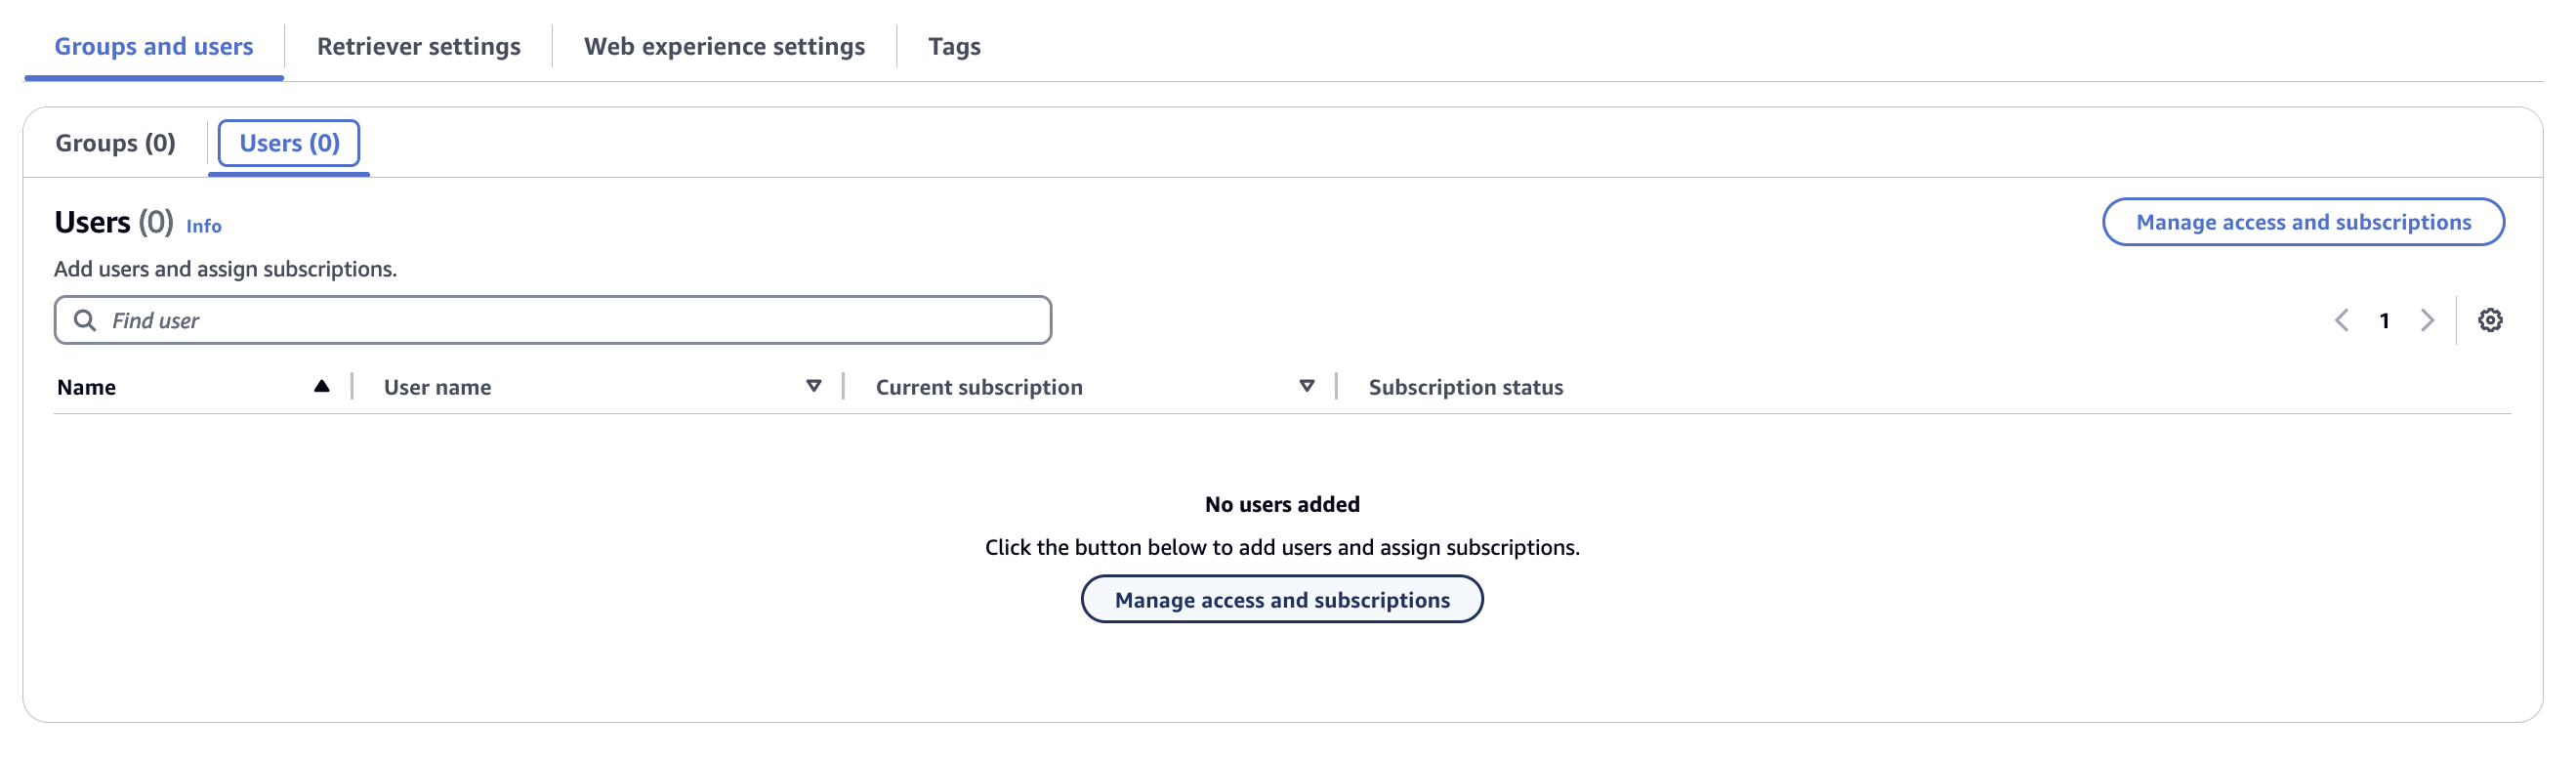 Groups and users Retriever settings Web experience settings Tags
Groups (0) Users (0)
Users (0) Info Manage access and subscriptions
Add users and assign subscriptions.
Find user 1
Name User name Current subscription Subscription status
No users added
Click the button below to add users and assign subscriptions.
Manage access and subscriptions